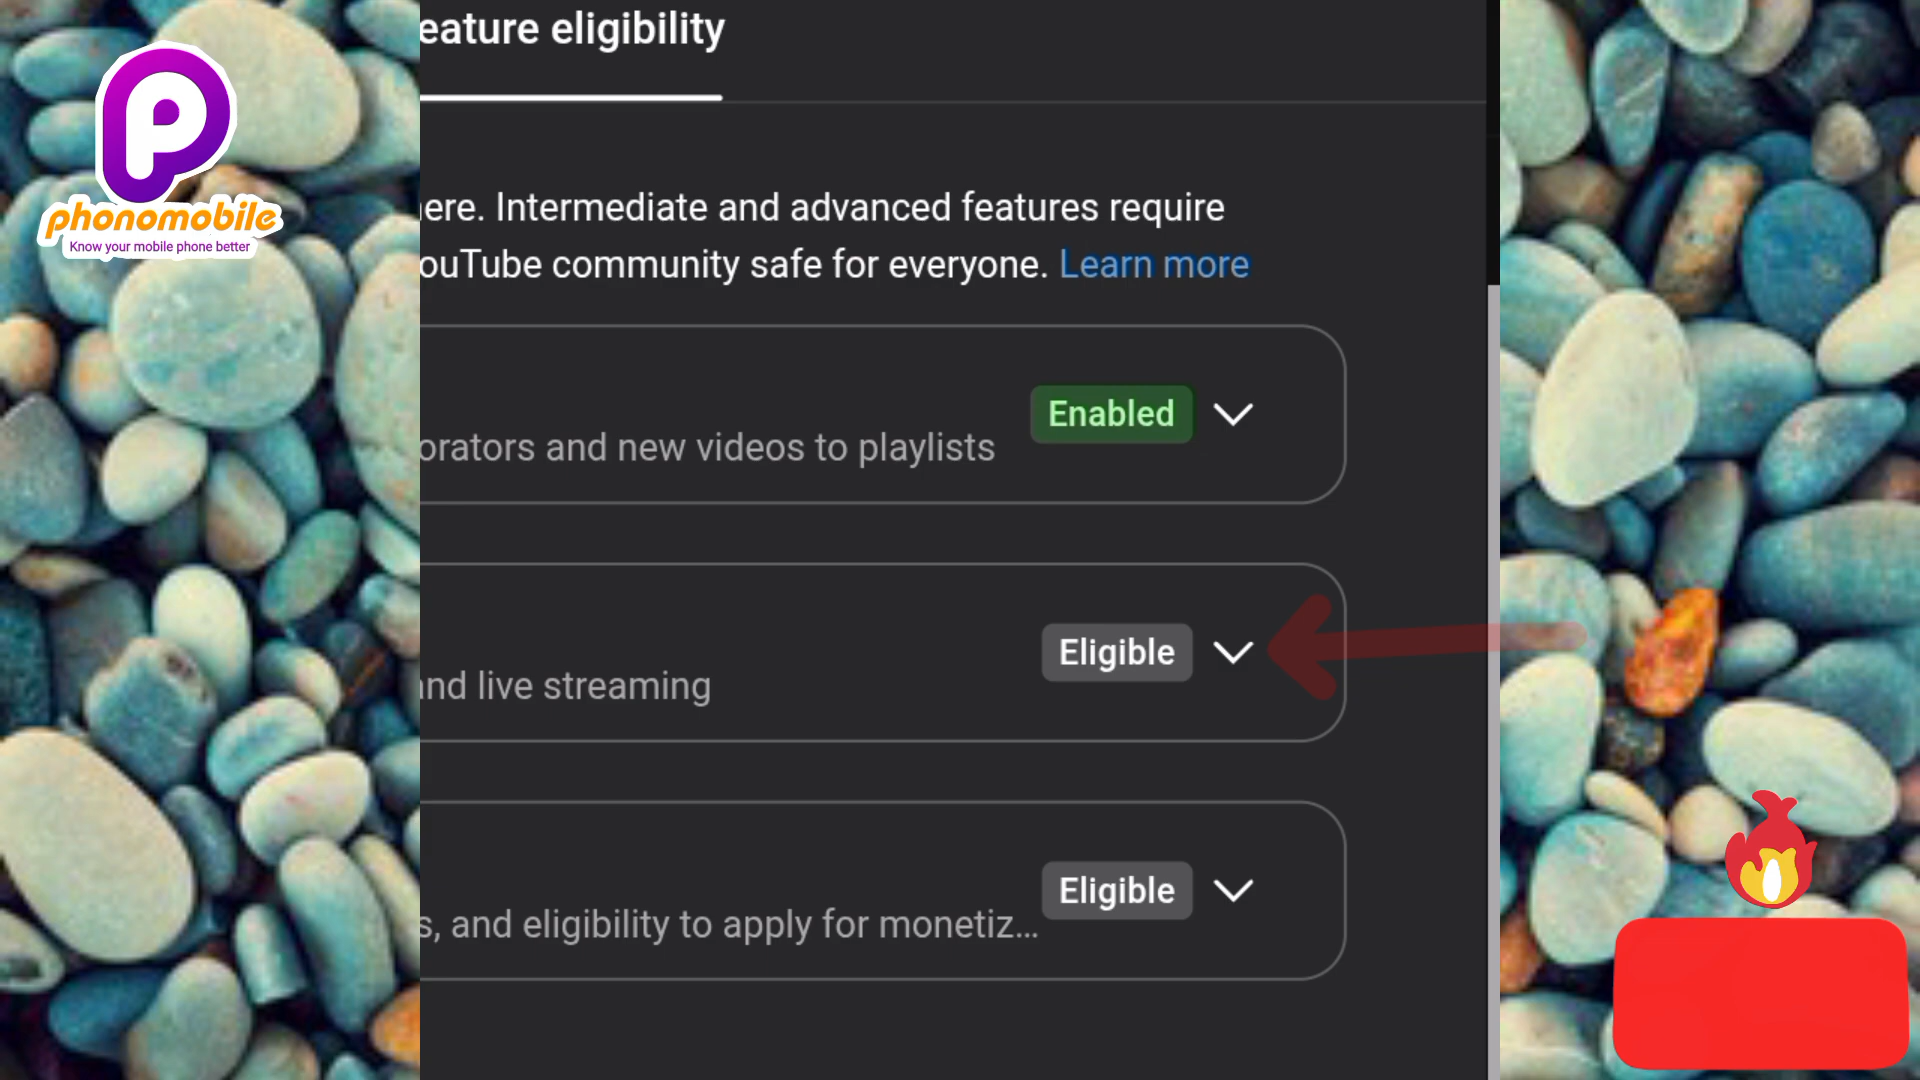 phonomobile
Know your mobile phone better
eature eligibility
ere. Intermediate and advanced features require
ouTube community safe for everyone. Learn more
Enabled
orators and new videos to playlists
Eligible
nd live streaming
Eligible
s, and eligibility to apply for monetiz...